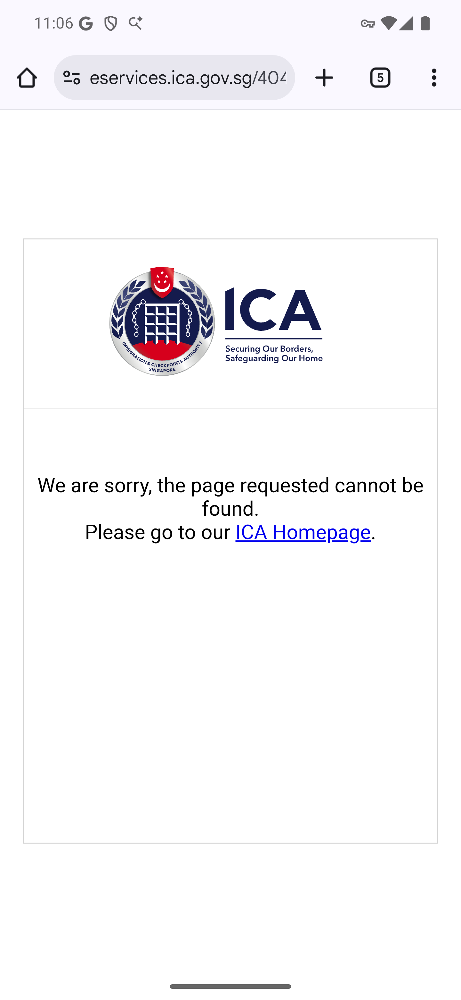 11:06
eservices.ica.gov.sg/404
5
ICA
Securing Our Borders,
Safeguarding Our Home
IMMIGRATION & CHECKPOINTS AUTHORITY
SINGAPORE
We are sorry, the page requested cannot be
found.
Please go to our ICA Homepage.